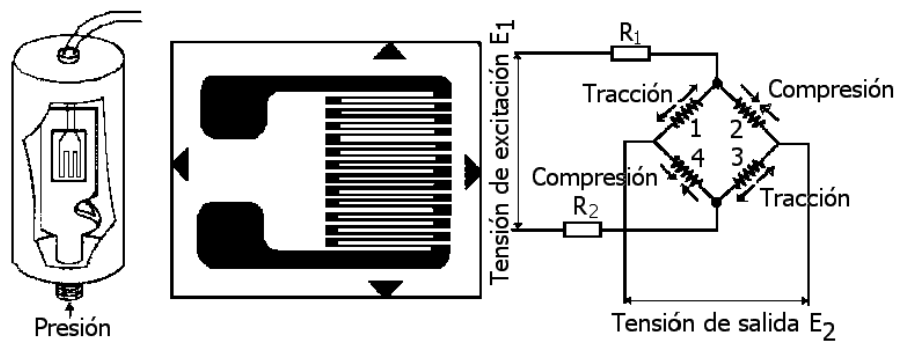 Presión
Tensión de excitación E1
R1
Tracción
Compresión
1
2
4
3
Compresión
Tracción
R2
Tensión de salida E2